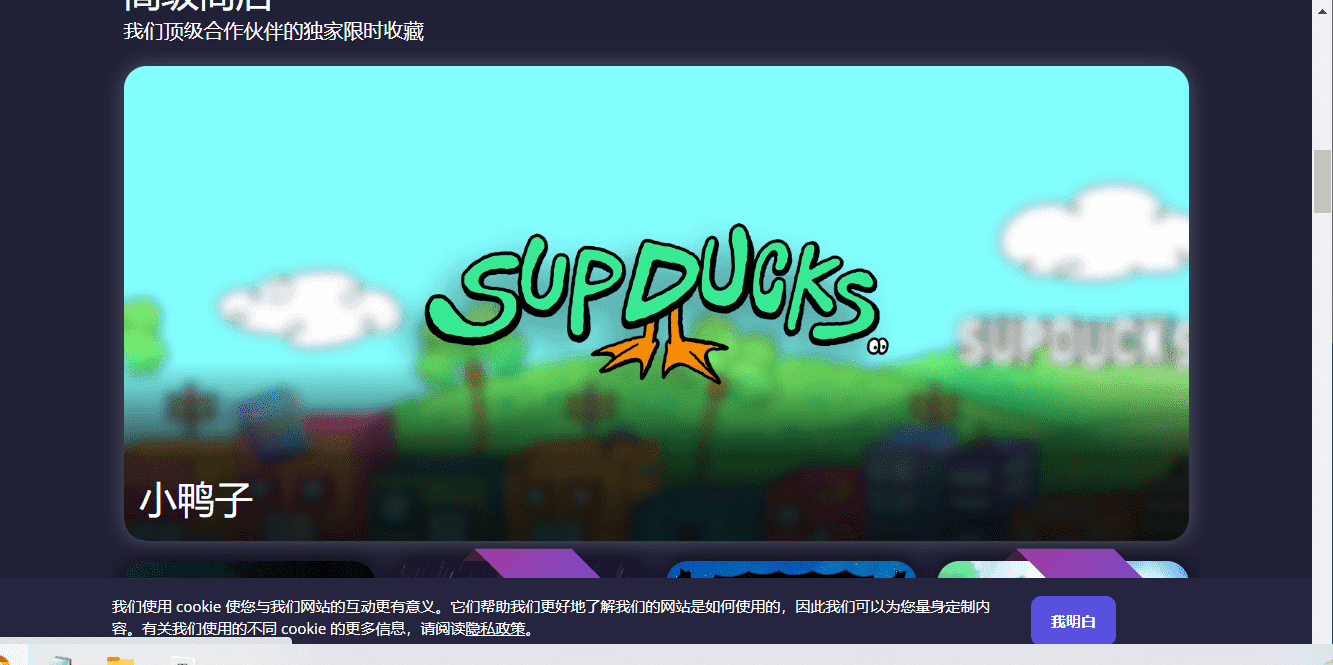 高级商店
我们顶级合作伙伴的独家限时收藏
SUPDUCKS
SUPDUCKS
小鸭子
我们使用 cookie 使您与我们网站的互动更有意义。它们帮助我们更好地了解我们的网站是如何使用的，因此我们可以为您量身定制内
容。有关我们使用的不同 cookie 的更多信息，请阅读隐私政策。
我明白